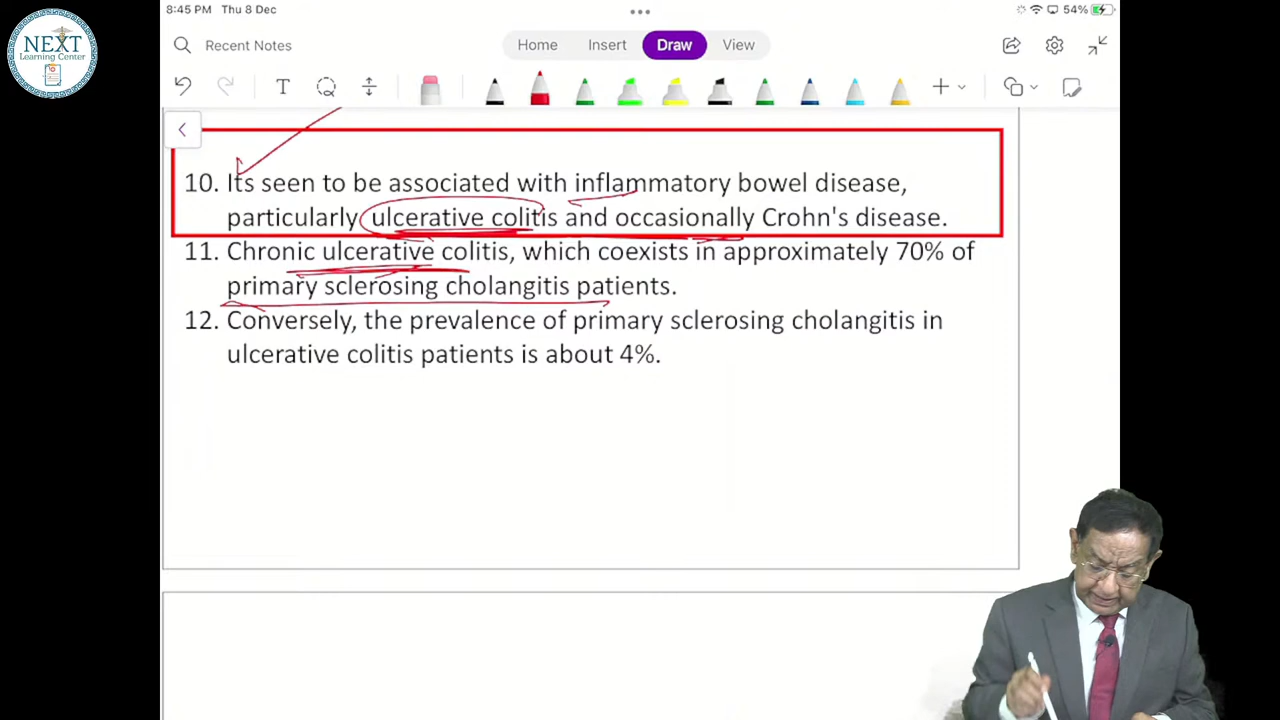 8:45 PM Thu 8 Dec
54%
NEXT
Learning Center
Recent Notes
Home Insert Draw View
T
10. Its seen to be associated with inflammatory bowel disease,
particularly ulcerative colitis and occasionally Crohn's disease.
11. Chronic ulcerative colitis, which coexists in approximately 70% of
primary sclerosing cholangitis patients.
12. Conversely, the prevalence of primary sclerosing cholangitis in
ulcerative colitis patients is about 4%.